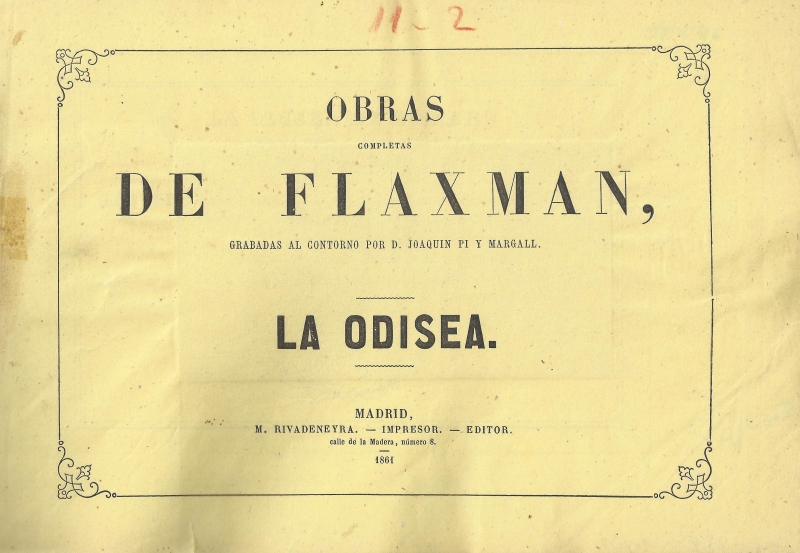 11-2
OBRAS
COMPLETAS
DE FLAXMAN,
GRABADAS AL CONTORNO POR D. JOAQUIN PI Y MARGALL.
LA ODISEA.
MADRID,
M. RIVADENEYRA. — IMPRESOR. — EDITOR.
calle de la Madera, número 8.
1861